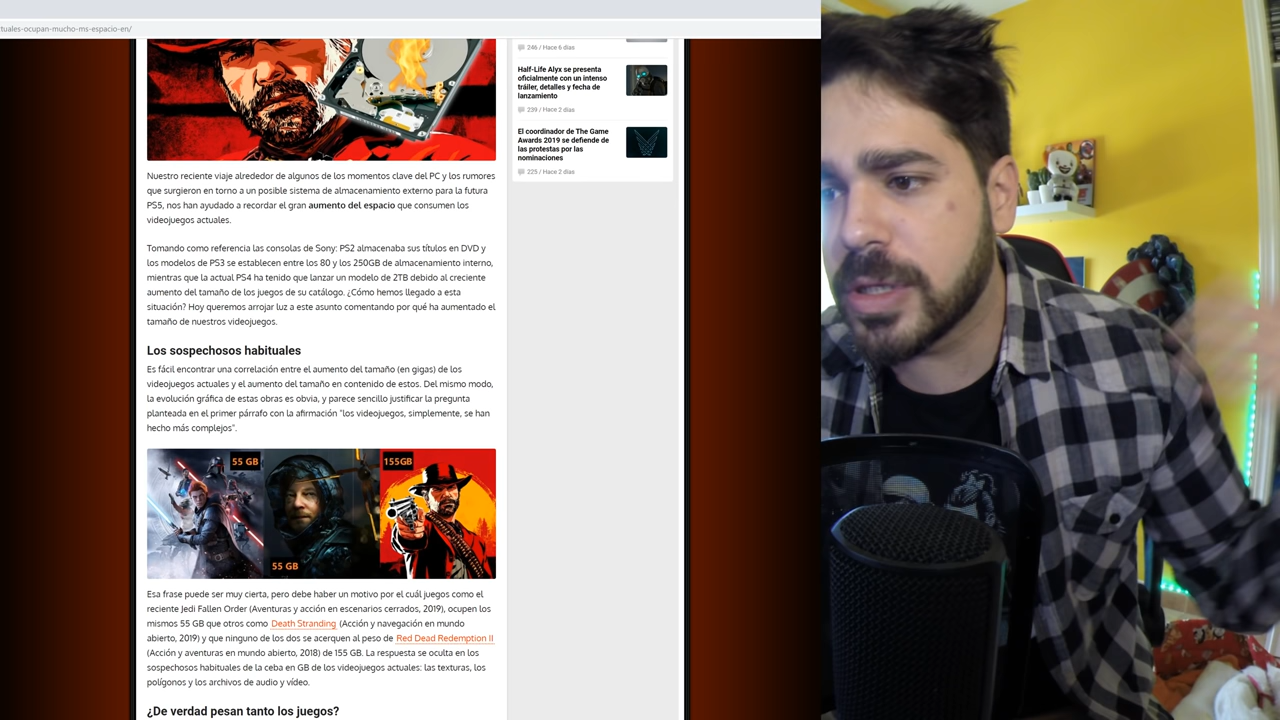 tuales-ocupan-mucho-ms-espacio-en/
Nuestro reciente viaje alrededor de algunos de los momentos clave del PC y los rumores
que surgieron en torno a un posible sistema de almacenamiento externo para la futura
PS5, nos han ayudado a recordar el gran aumento del espacio que consumen los
videojuegos actuales.
Tomando como referencia las consolas de Sony: PS2 almacenaba sus títulos en DVD y
los modelos de PS3 se establecen entre los 80 y los 250GB de almacenamiento interno,
mientras que la actual PS4 ha tenido que lanzar un modelo de 2TB debido al creciente
aumento del tamaño de los juegos de su catálogo. ¿Cómo hemos llegado a esta
situación? Hoy queremos arrojar luz a este asunto comentando por qué ha aumentado el
tamaño de nuestros videojuegos.
Los sospechosos habituales
Es fácil encontrar una correlación entre el aumento del tamaño (en gigas) de los
videojuegos actuales y el aumento del tamaño en contenido de estos. Del mismo modo,
la evolución gráfica de estas obras es obvia, y parece sencillo justificar la pregunta
planteada en el primer párrafo con la afirmación "los videojuegos, simplemente, se han
hecho más complejos".
55 GB
155GB
55 GB
Esa frase puede ser muy cierta, pero debe haber un motivo por el cuál juegos como el
reciente Jedi Fallen Order (Aventuras y acción en escenarios cerrados, 2019), ocupen los
mismos 55 GB que otros como Death Stranding (Acción y navegación en mundo
abierto, 2019) y que ninguno de los dos se acerquen al peso de Red Dead Redemption II
(Acción y aventuras en mundo abierto, 2018) de 155 GB. La respuesta se oculta en los
sospechosos habituales de la ceba en GB de los videojuegos actuales: las texturas, los
polígonos y los archivos de audio y vídeo.
¿De verdad pesan tanto los juegos?
246 / Hace 6 días
Half-Life Alyx se presenta
oficialmente con un intenso
tráiler, detalles y fecha de
lanzamiento
239 / Hace 2 días
El coordinador de The Game
Awards 2019 se defiende de
las protestas por las
nominaciones
225 / Hace 2 días